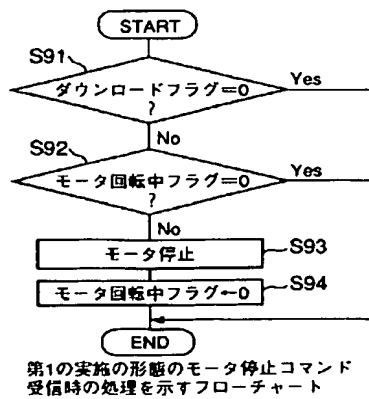 START
S91
ダウンロードフラグ=0
?
Yes
No
S92
モータ回転中フラグ=0
?
Yes
No
モータ停止
S93
モータ回転中フラグ←0
S94
END
第1の実施の形態のモータ停止コマンド
受信時の処理を示すフローチャート